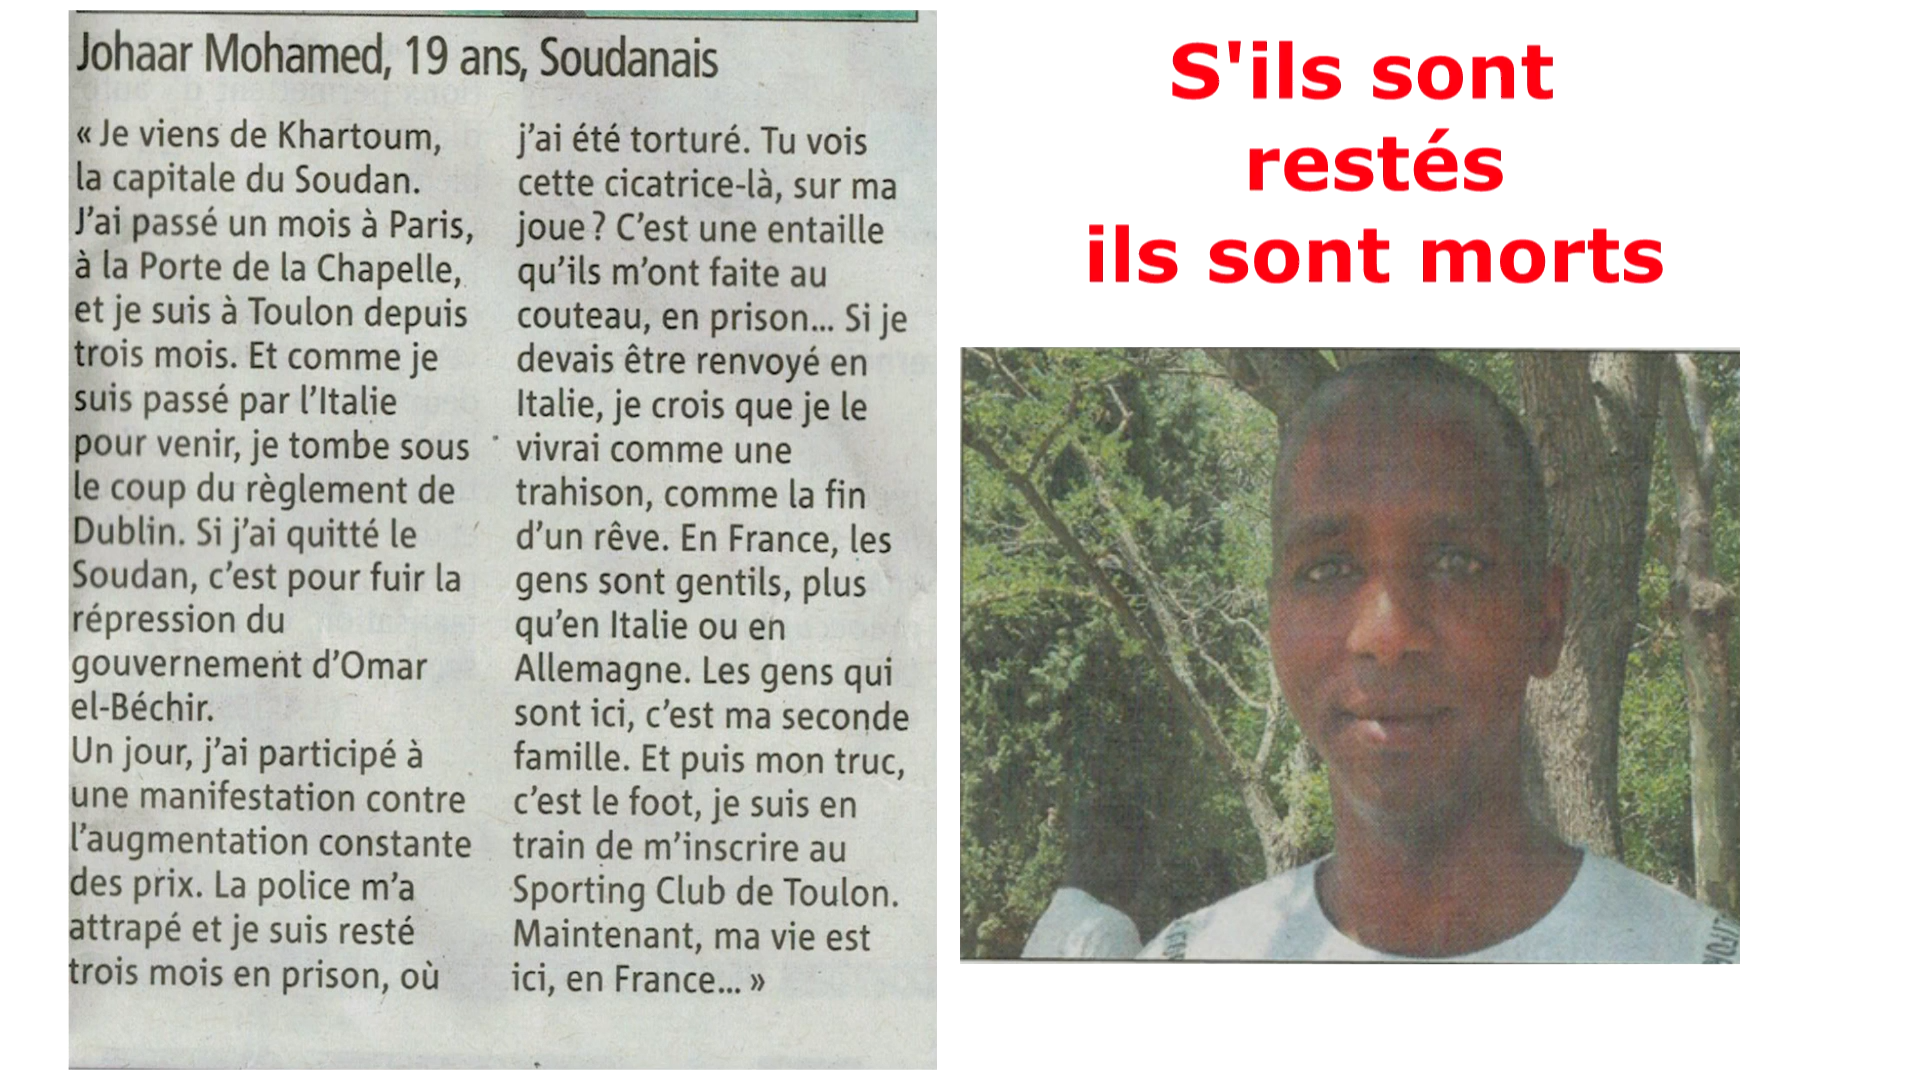 Johaar Mohamed, 19 ans, Soudanais
« Je viens de Khartoum,
la capitale du Soudan.
J’ai passé un mois à Paris,
à la Porte de la Chapelle,
et je suis à Toulon depuis
trois mois. Et comme je
suis passé par l’Italie
pour venir, je tombe sous
le coup du règlement de
Dublin. Si j’ai quitté le
Soudan, c’est pour fuir la
répression du
gouvernement d’Omar
el-Béchir.
Un jour, j’ai participé à
une manifestation contre
l’augmentation constante
des prix. La police m’a
attrapé et je suis resté
trois mois en prison, où
j’ai été torturé. Tu vois
cette cicatrice-là, sur ma
joue ? C’est une entaille
qu’ils m’ont faite au
couteau, en prison... Si je
devais être renvoyé en
Italie, je crois que je le
vivrai comme une
trahison, comme la fin
d’un rêve. En France, les
gens sont gentils, plus
qu’en Italie ou en
Allemagne. Les gens qui
sont ici, c’est ma seconde
famille. Et puis mon truc,
c’est le foot, je suis en
train de m’inscrire au
Sporting Club de Toulon.
Maintenant, ma vie est
ici, en France... »
S'ils sont
restés
ils sont morts